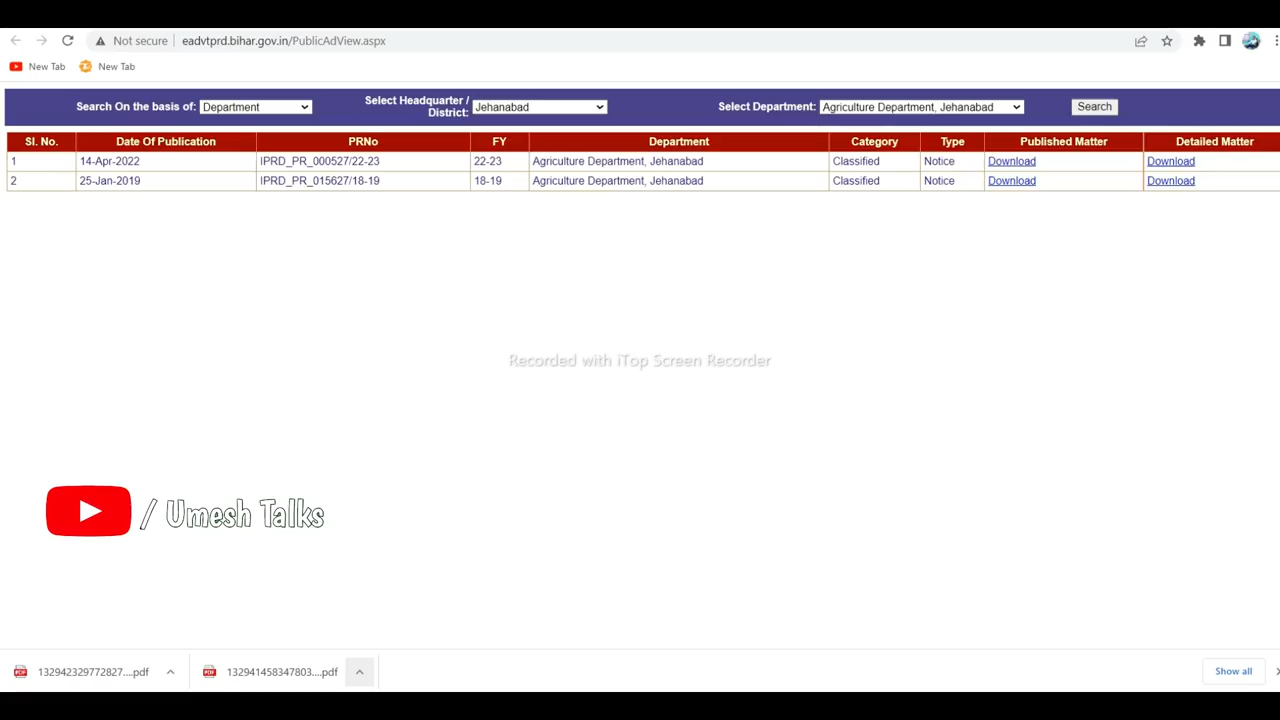 Not secure eadvtprd.bihar.gov.in/PublicAdView.aspx
New Tab New Tab
Search On the basis of: Department Select Headquarter / District: Jehanabad Select Department: Agriculture Department, Jehanabad Search
Sl. No. Date Of Publication PRNo FY Department Category Type Published Matter Detailed Matter
1 14-Apr-2022 IPRD_PR_000527/22-23 22-23 Agriculture Department, Jehanabad Classified Notice Download Download
2 25-Jan-2019 IPRD_PR_015627/18-19 18-19 Agriculture Department, Jehanabad Classified Notice Download Download
Recorded with iTop Screen Recorder
/ Umesh Talks
132942329772827....pdf 132941458347803....pdf Show all